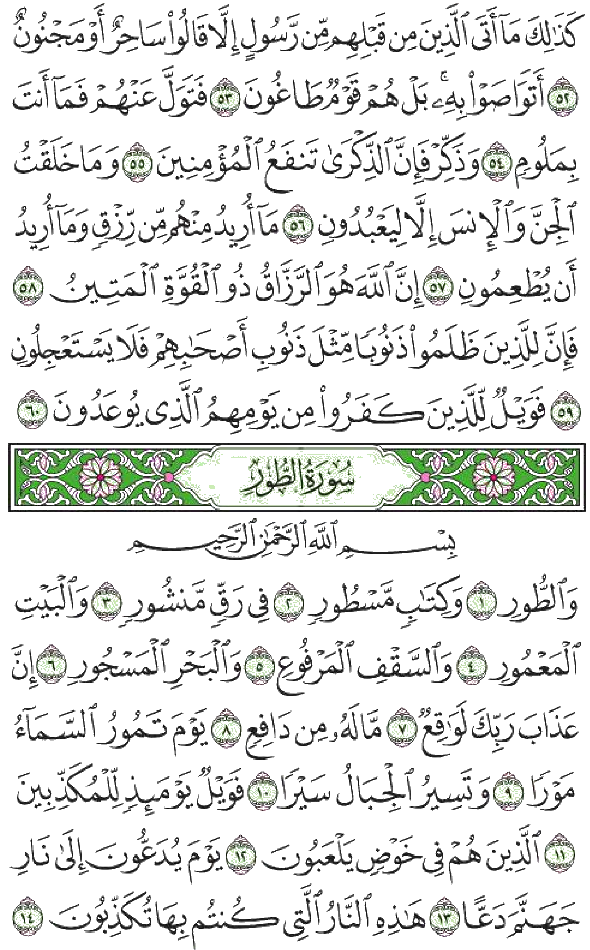 كَذَٰلِكَ مَآ أَتَى ٱلَّذِينَ مِن قَبْلِهِم مِّن رَّسُولٍ إِلَّا قَالُوا۟ سَاحِرٌ أَوْ مَجْنُونٌ
٥٢ أَتَوَاصَوْا۟ بِهِۦ ۚ بَلْ هُمْ قَوْمٌ طَاغُونَ ٥٣ فَتَوَلَّ عَنْهُمْ فَمَآ أَنتَ
بِمَلُومٍ ٥٤ وَذَكِّرْ فَإِنَّ ٱلذِّكْرَىٰ تَنفَعُ ٱلْمُؤْمِنِينَ ٥٥ وَمَا خَلَقْتُ
ٱلْجِنَّ وَٱلْإِنسَ إِلَّا لِيَعْبُدُونِ ٥٦ مَآ أُرِيدُ مِنْهُم مِّن رِّزْقٍ وَمَآ أُرِيدُ
أَن يُطْعِمُونِ ٥٧ إِنَّ ٱللَّهَ هُوَ ٱلرَّزَّاقُ ذُو ٱلْقُوَّةِ ٱلْمَتِينُ ٥٨
فَإِنَّ لِلَّذِينَ ظَلَمُوا۟ ذَنُوبًا مِّثْلَ ذَنُوبِ أَصْحَٰبِهِمْ فَلَا يَسْتَعْجِلُونِ
٥٩ فَوَيْلٌ لِّلَّذِينَ كَفَرُوا۟ مِن يَوْمِهِمُ ٱلَّذِى يُوعَدُونَ ٦٠
سُورَةُ الطُّورِ
بِسْمِ ٱللَّهِ ٱلرَّحْمَٰنِ ٱلرَّحِيمِ
وَٱلطُّورِ ١ وَكِتَٰبٍ مَّسْطُورٍ ٢ فِى رَقٍّ مَّنشُورٍ ٣ وَٱلْبَيْتِ
ٱلْمَعْمُورِ ٤ وَٱلسَّقْفِ ٱلْمَرْفُوعِ ٥ وَٱلْبَحْرِ ٱلْمَسْجُورِ ٦ إِنَّ
عَذَابَ رَبِّكَ لَوَٰقِعٌ ٧ مَّا لَهُۥ مِن دَافِعٍ ٨ يَوْمَ تَمُورُ ٱلسَّمَآءُ
مَوْرًا ٩ وَتَسِيرُ ٱلْجِبَالُ سَيْرًا ١٠ فَوَيْلٌ يَوْمَئِذٍ لِّلْمُكَذِّبِينَ
١١ ٱلَّذِينَ هُمْ فِى خَوْضٍ يَلْعَبُونَ ١٢ يَوْمَ يُدَعُّونَ إِلَىٰ نَارِ
جَهَنَّمَ دَعًّا ١٣ هَٰذِهِ ٱلنَّارُ ٱلَّتِى كُنتُم بِهَا تُكَذِّبُونَ ١٤